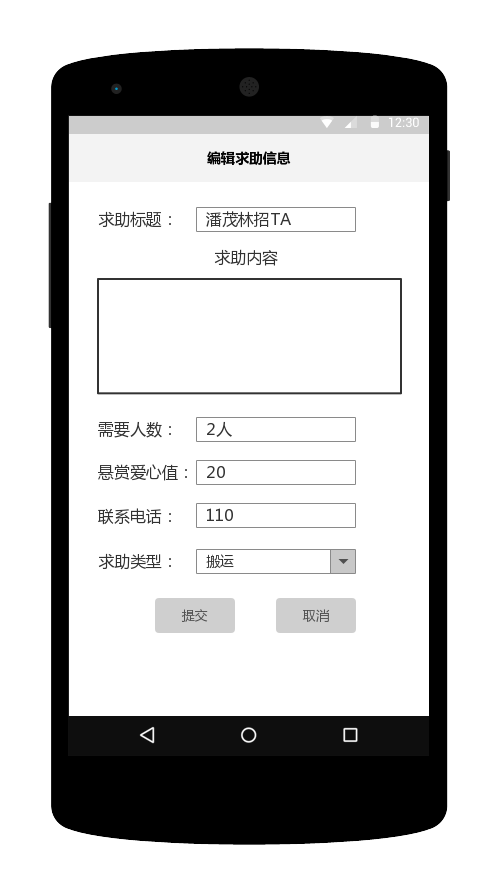 12:30
编辑求助信息
求助标题： 潘茂林招TA
求助内容
需要人数： 2人
悬赏爱心值： 20
联系电话： 110
求助类型： 搬运
提交 取消